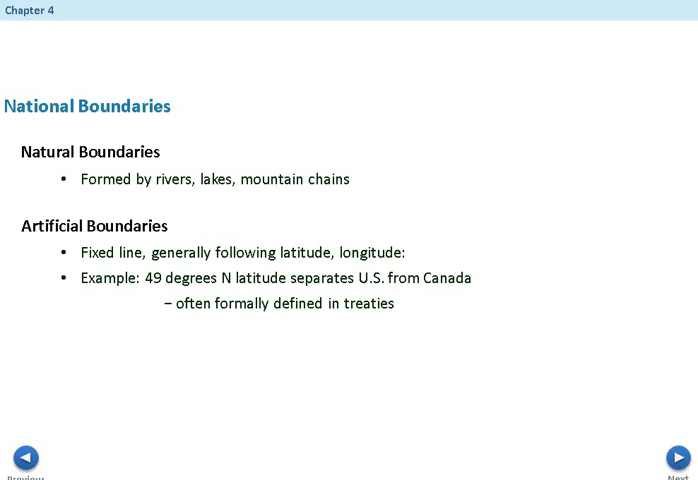 Chapter 4
National Boundaries
Natural Boundaries
• Formed by rivers, lakes, mountain chains
Artificial Boundaries
• Fixed line, generally following latitude, longitude:
• Example: 49 degrees N latitude separates U.S. from Canada
– often formally defined in treaties
Previous
Next